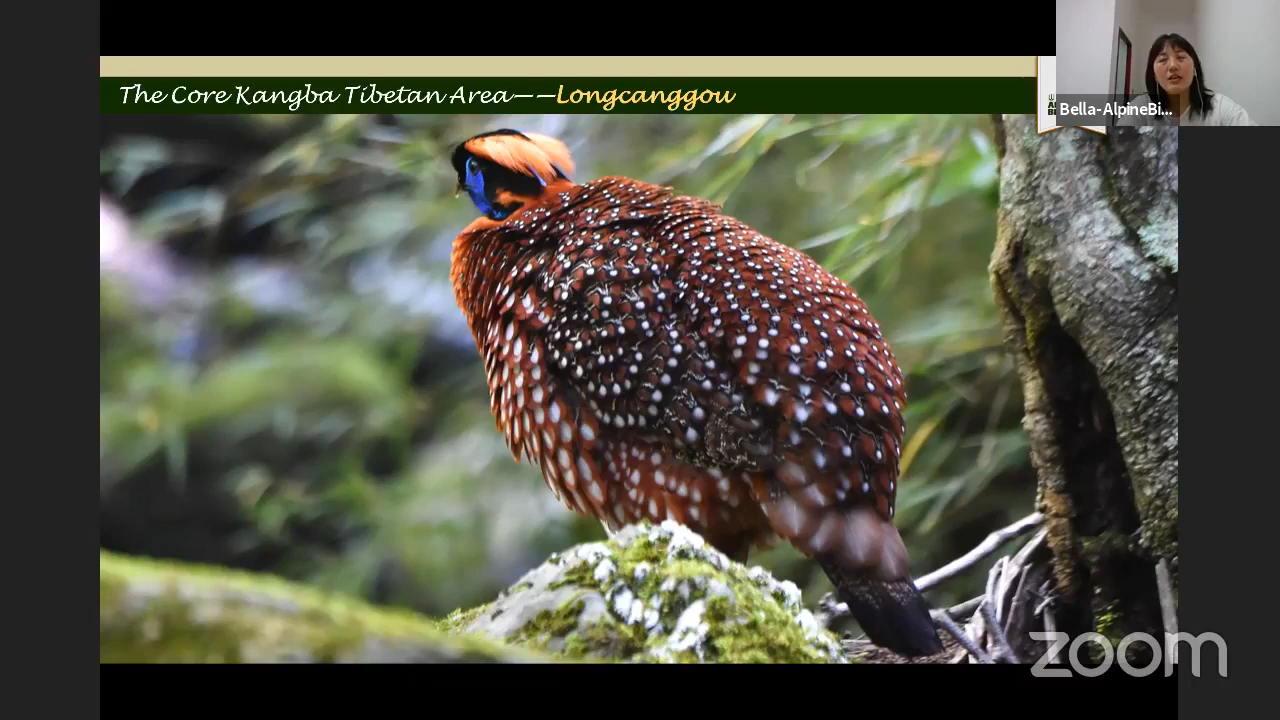 The Core Kangba Tibetan Area——Longcanggou
Bella-AlpineBi...
zoom